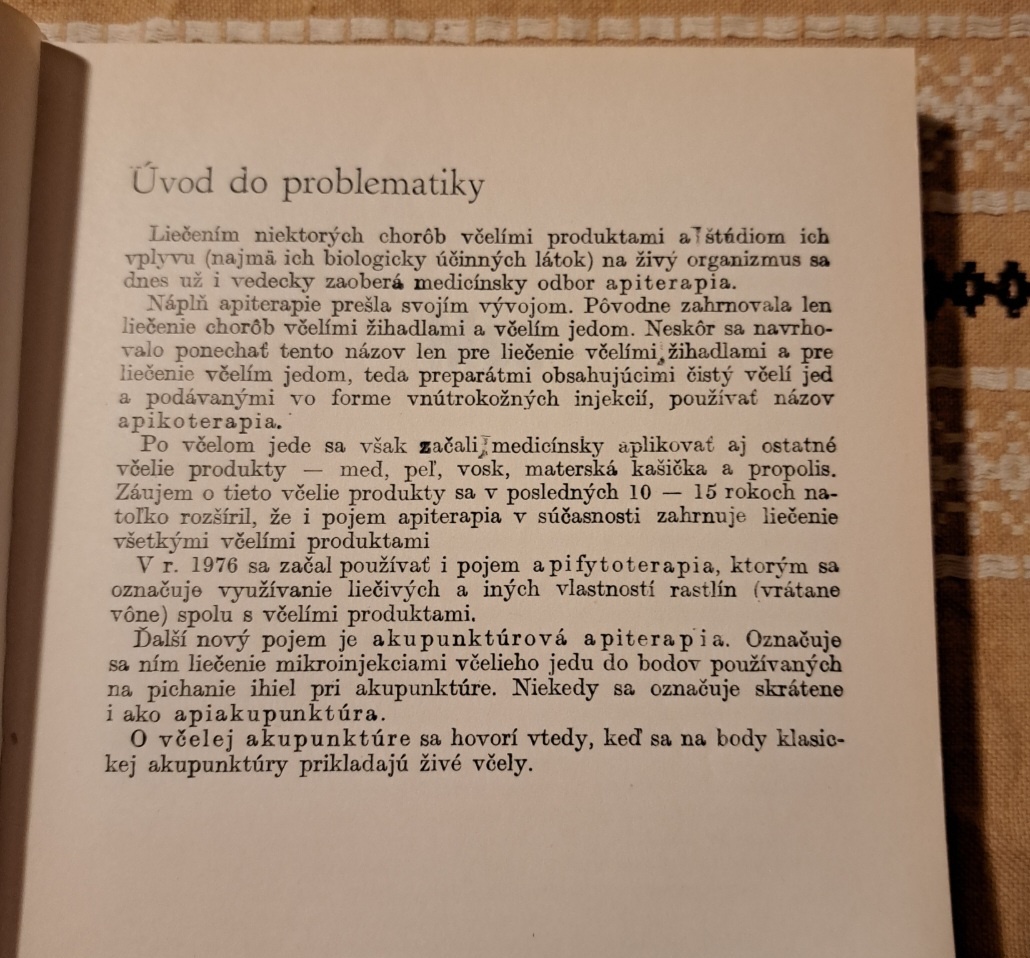 Úvod do problematiky
Liečením niektorých chorôb včelími produktami a štúdiom ich
vplyvu (najmä ich biologicky účinných látok) na živý organizmus sa
dnes už i vedecky zaoberá medicínsky odbor apiterapia.
Náplň apiterapie prešla svojím vývojom. Pôvodne zahrnovala len
liečenie chorôb včelími žihadlami a včelím jedom. Neskôr sa navrho-
valo ponechať tento názov len pre liečenie včelími žihadlami a pre
liečenie včelím jedom, teda preparátmi obsahujúcimi čistý včelí jed
a podávanými vo forme vnútrokožných injekcií, používať názov
apikoterapia.
Po včelom jede sa však začali medicínsky aplikovať aj ostatné
včelie produkty — med, peľ, vosk, materská kašička a propolis.
Záujem o tieto včelie produkty sa v posledných 10 — 15 rokoch na-
toľko rozšíril, že i pojem apiterapia v súčasnosti zahrnuje liečenie
všetkými včelími produktami
V r. 1976 sa začal používať i pojem apifytoterapia, ktorým sa
označuje využívanie liečivých a iných vlastností rastlín (vrátane
vône) spolu s včelími produktami.
Ďalší nový pojem je akupunktúrová apiterapia. Označuje
sa ním liečenie mikroinjekciami včelieho jedu do bodov používaných
na pichanie ihiel pri akupunktúre. Niekedy sa označuje skrátene
i ako apiakupunktúra.
O včelej akupunktúre sa hovorí vtedy, keď sa na body klasic-
kej akupunktúry prikladajú živé včely.